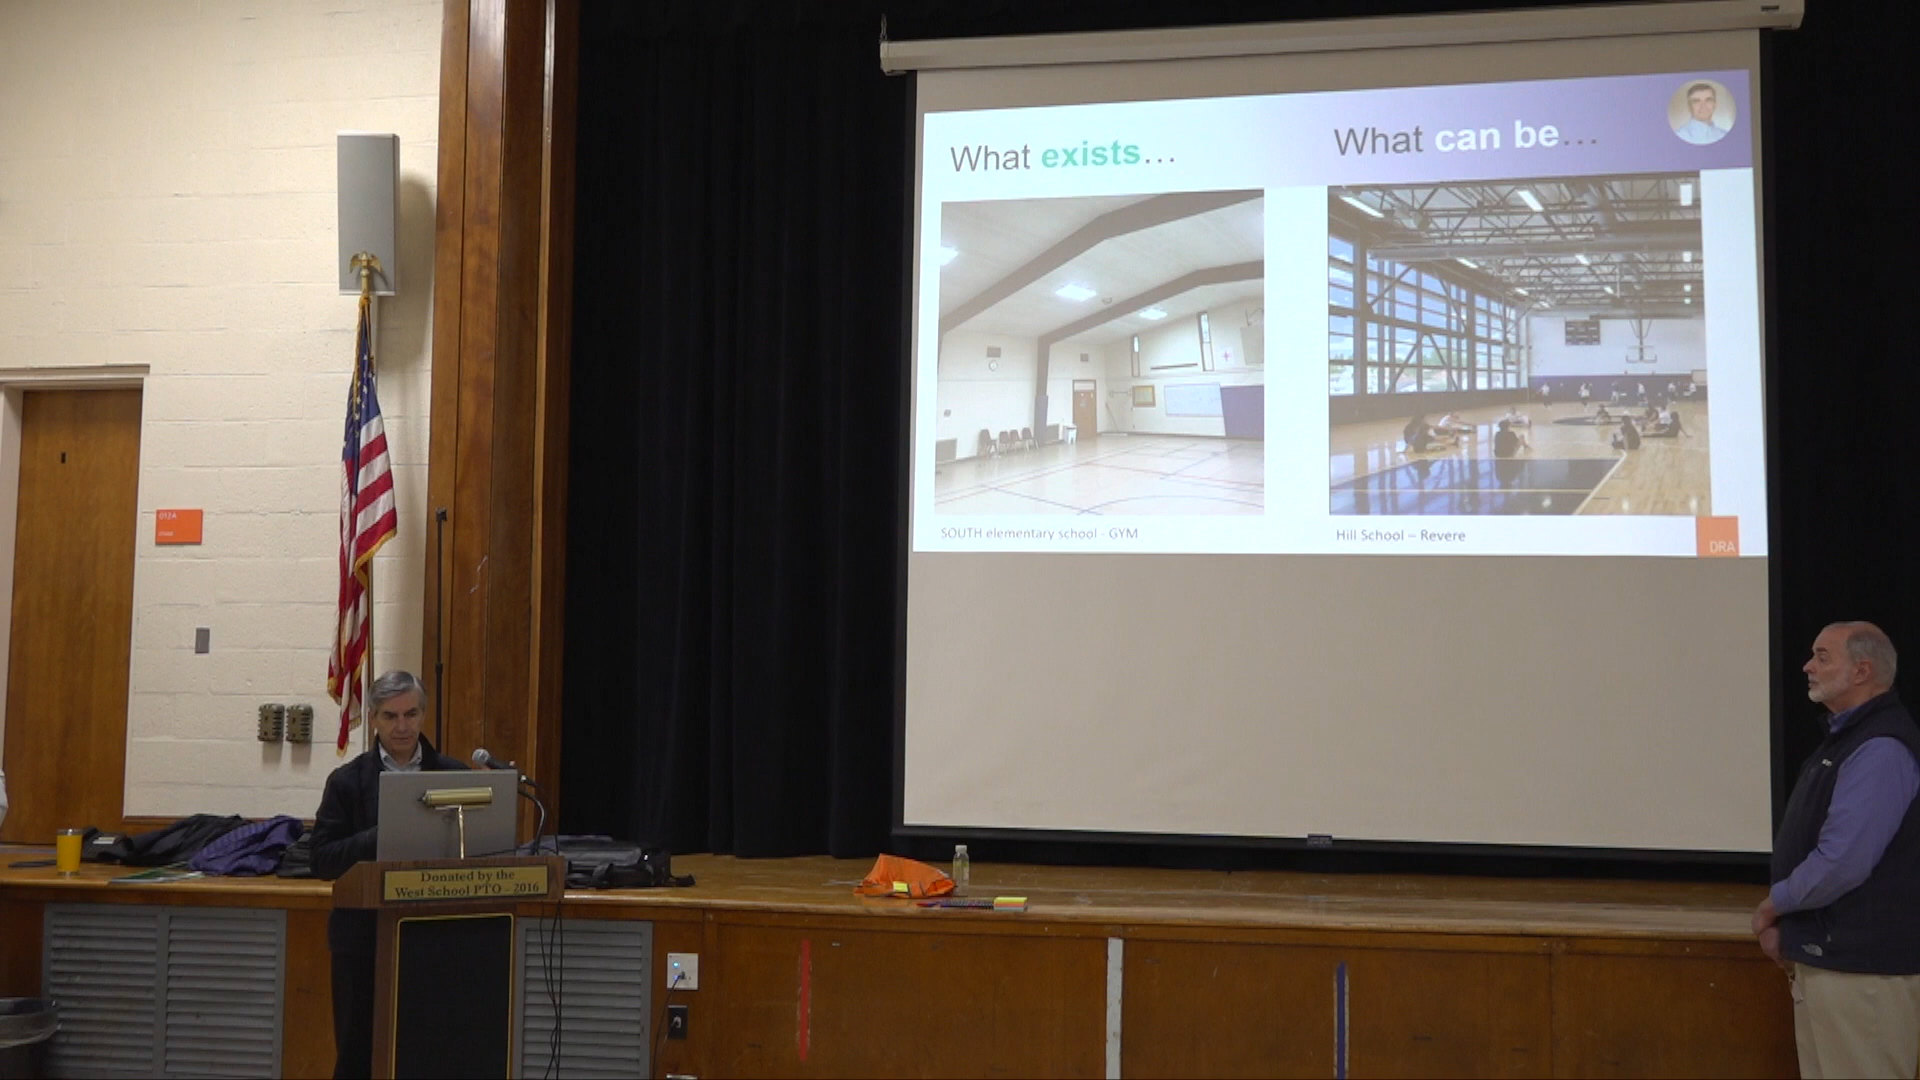 What exists...
What can be...
SOUTH elementary school - GYM
Hill School – Revere
DRA
012A
Donated by the
West School PTO - 2016